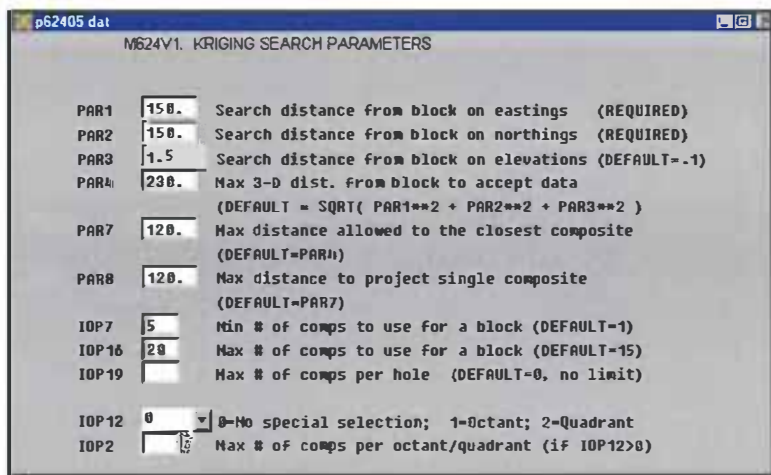 p62405 dat
M624V1. KRIGING SEARCH PARAMETERS
PAR1 150. Search distance from block on eastings (REQUIRED)
PAR2 150. Search distance from block on northings (REQUIRED)
PAR3 1.5 Search distance from block on elevations (DEFAULT=.1)
PAR4 230. Max 3-D dist. from block to accept data
(DEFAULT = SQRT( PAR1**2 + PAR2**2 + PAR3**2 )
PAR7 120. Max distance allowed to the closest composite
(DEFAULT=PAR4)
PAR8 120. Max distance to project single composite
(DEFAULT=PAR7)
IOP7 5 Min # of comps to use for a block (DEFAULT=1)
IOP16 20 Max # of comps to use for a block (DEFAULT=15)
IOP19 Max # of comps per hole (DEFAULT=0, no limit)
IOP12 0 0=No special selection; 1=Octant; 2=Quadrant
IOP2 Max # of comps per octant/quadrant (if IOP12>0)